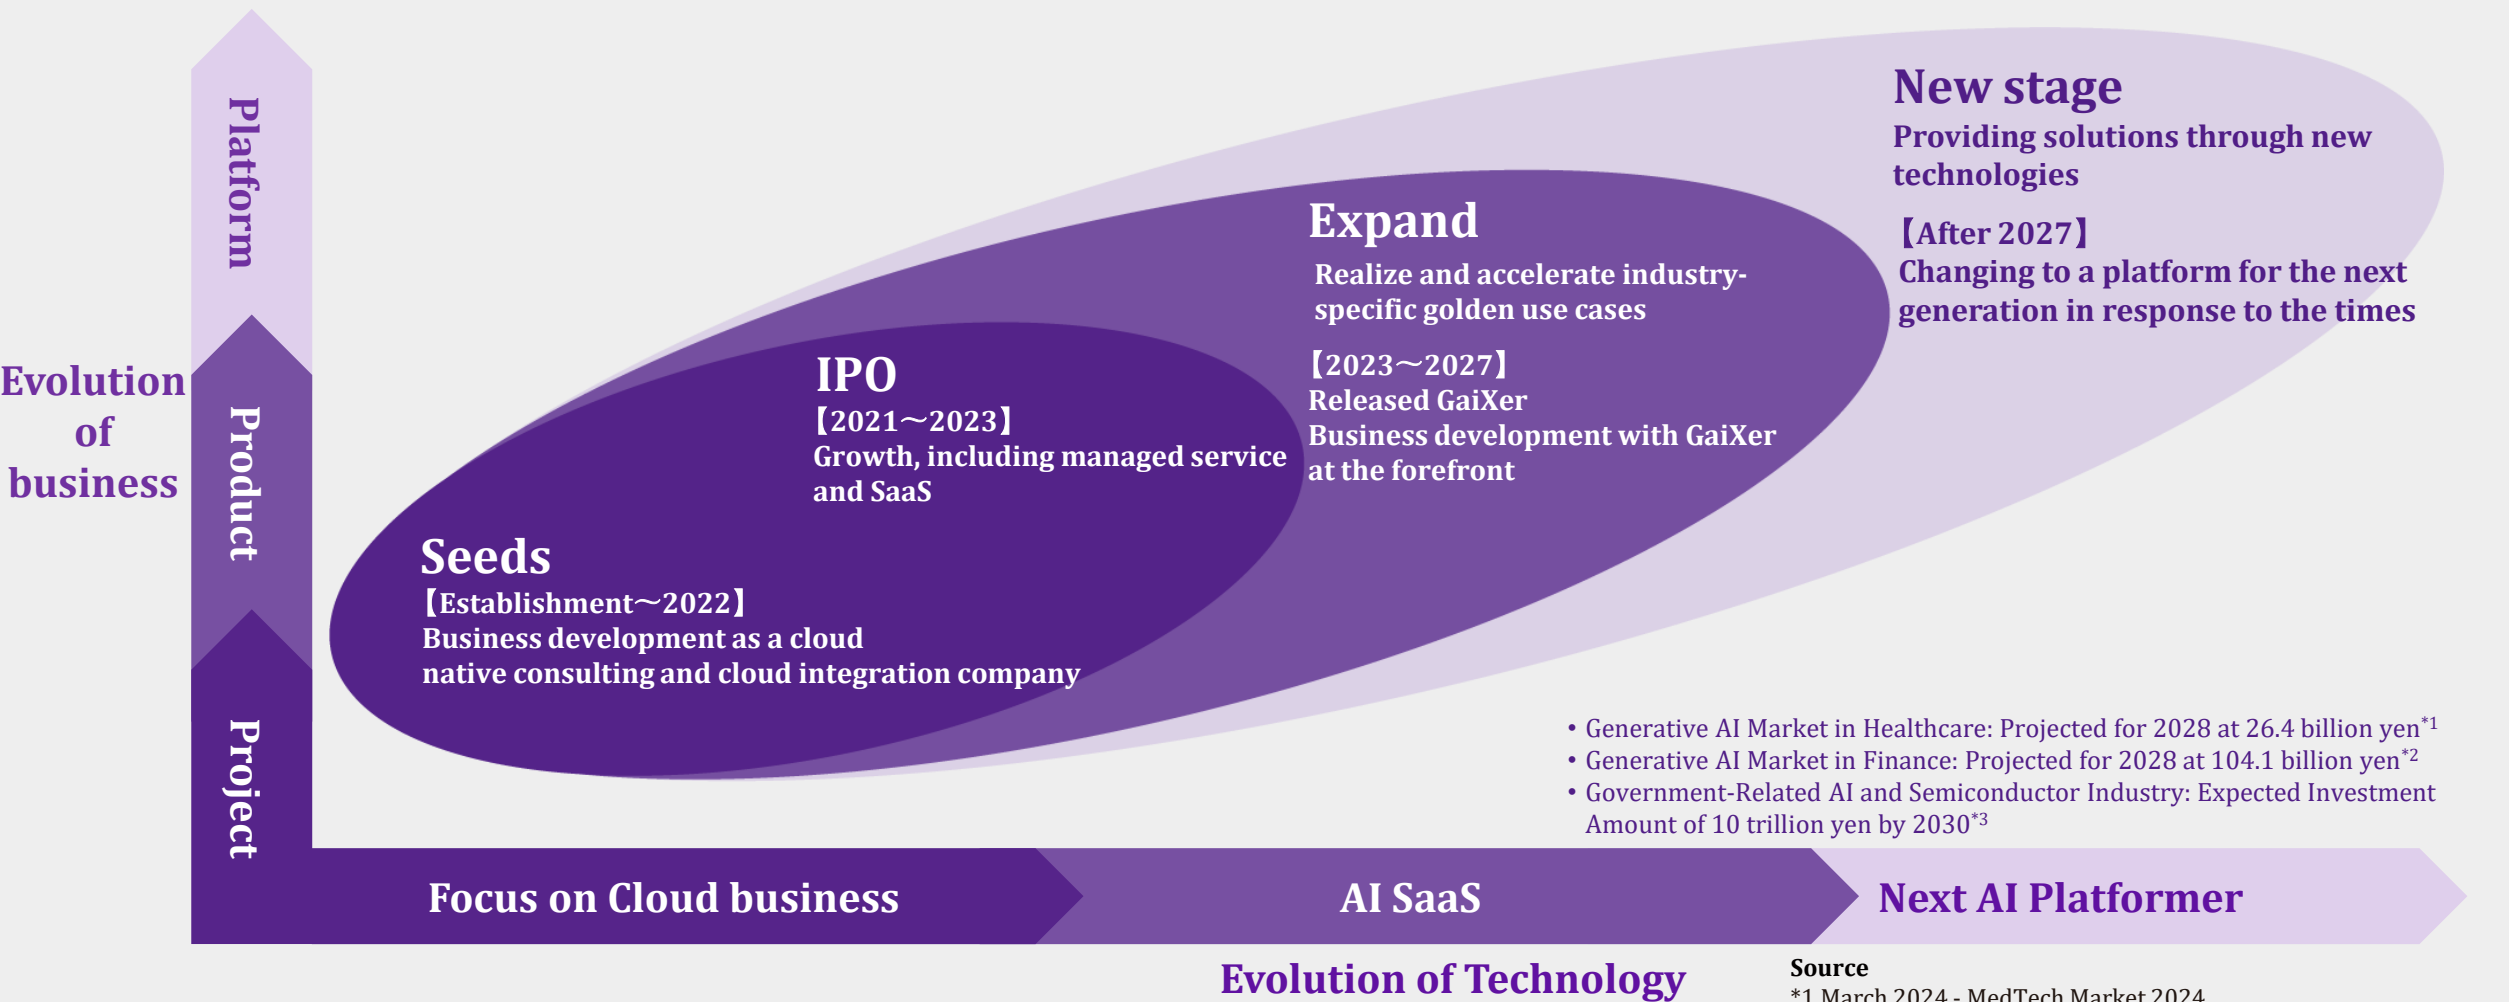 Platform
Product
Project
Evolution
of
business
New stage
Providing solutions through new
technologies
【After 2027】
Changing to a platform for the next
generation in response to the times
Expand
Realize and accelerate industry-
specific golden use cases
【2023～2027】
Released GaiXer
Business development with GaiXer
at the forefront
IPO
【2021～2023】
Growth, including managed service
and SaaS
Seeds
【Establishment～2022】
Business development as a cloud
native consulting and cloud integration company
• Generative AI Market in Healthcare: Projected for 2028 at 26.4 billion yen*1
• Generative AI Market in Finance: Projected for 2028 at 104.1 billion yen*2
• Government-Related AI and Semiconductor Industry: Expected Investment
Amount of 10 trillion yen by 2030*3
Focus on Cloud business
AI SaaS
Next AI Platformer
Evolution of Technology
Source
*1 March 2024 - MedTech Market 2024